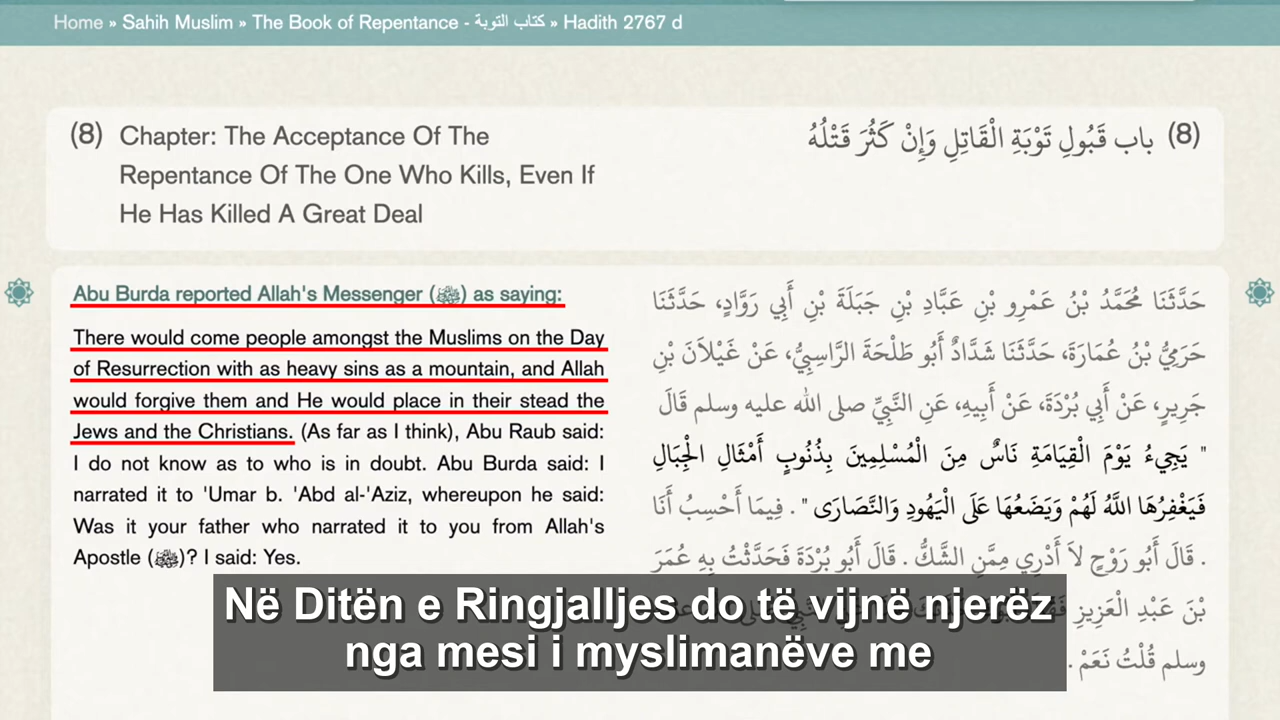 Home » Sahih Muslim » The Book of Repentance - كتاب التوبة » Hadith 2767 d
(8) Chapter: The Acceptance Of The
Repentance Of The One Who Kills, Even If
He Has Killed A Great Deal
(8) باب قَبُولِ تَوْبَةِ الْقَاتِلِ وَإِنْ كَثُرَ قَتْلُهُ
Abu Burda reported Allah's Messenger (ﷺ) as saying:
There would come people amongst the Muslims on the Day
of Resurrection with as heavy sins as a mountain, and Allah
would forgive them and He would place in their stead the
Jews and the Christians. (As far as I think), Abu Raub said:
I do not know as to who is in doubt. Abu Burda said: I
narrated it to 'Umar b. 'Abd al-'Aziz, whereupon he said:
Was it your father who narrated it to you from Allah's
Apostle (ﷺ)? I said: Yes.
حَدَّثَنَا مُحَمَّدُ بْنُ عَمْرِو بْنِ عَبَّادِ بْنِ جَبَلَةَ بْنِ أَبِي رَوَّادٍ، حَدَّثَنَا
حَرَمِيُّ بْنُ عُمَارَةَ، حَدَّثَنَا شَدَّادٌ أَبُو طَلْحَةَ الرَّاسِبِيُّ، عَنْ غَيْلاَنَ بْنِ
جَرِيرٍ، عَنْ أَبِي بُرْدَةَ، عَنْ أَبِيهِ، عَنِ النَّبِيِّ صلى الله عليه وسلم قَالَ
" يَجِيءُ يَوْمَ الْقِيَامَةِ نَاسٌ مِنَ الْمُسْلِمِينَ بِذُنُوبٍ أَمْثَالِ الْجِبَالِ
فَيَغْفِرُهَا اللَّهُ لَهُمْ وَيَضَعُهَا عَلَى الْيَهُودِ وَالنَّصَارَى " . فِيمَا أَحْسِبُ أَنَا
. قَالَ أَبُو رَوْحٍ لاَ أَدْرِي مِمَّنِ الشَّكُّ . قَالَ أَبُو بُرْدَةَ فَحَدَّثْتُ بِهِ عُمَرَ
بْنَ عَبْدِ الْعَزِيزِ
وسلم قُلْتُ نَعَمْ .
Në Ditën e Ringjalljes do të vijnë njerëz
nga mesi i myslimanëve me